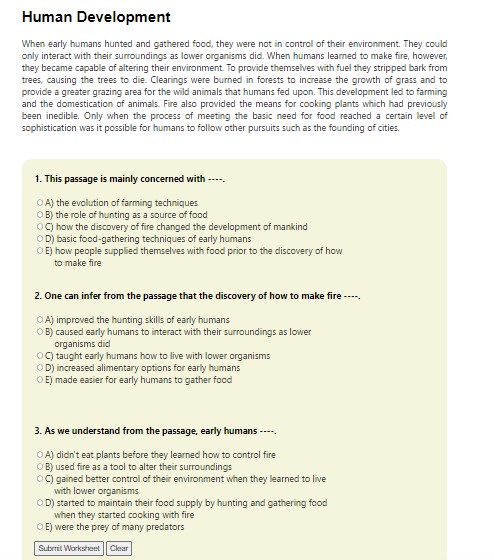 Human Development
When early humans hunted and gathered food, they were not in control of their environment. They could
only interact with their surroundings as lower organisms did. When humans learned to make fire, however,
they became capable of altering their environment. To provide themselves with fuel they stripped bark from
trees, causing the trees to die. Clearings were burned in forests to increase the growth of grass and to
provide a greater grazing area for the wild animals that humans fed upon. This development led to farming
and the domestication of animals. Fire also provided the means for cooking plants which had previously
been inedible. Only when the process of meeting the basic need for food reached a certain level of
sophistication was it possible for humans to follow other pursuits such as the founding of cities.
1. This passage is mainly concerned with ----.
A) the evolution of farming techniques
B) the role of hunting as a source of food
C) how the discovery of fire changed the development of mankind
D) basic food-gathering techniques of early humans
E) how people supplied themselves with food prior to the discovery of how
to make fire
2. One can infer from the passage that the discovery of how to make fire ----.
A) improved the hunting skills of early humans
B) caused early humans to interact with their surroundings as lower
organisms did
C) taught early humans how to live with lower organisms
D) increased alimentary options for early humans
E) made easier for early humans to gather food
3. As we understand from the passage, early humans ----.
A) didn't eat plants before they learned how to control fire
B) used fire as a tool to alter their surroundings
C) gained better control of their environment when they learned to live
with lower organisms
D) started to maintain their food supply by hunting and gathering food
when they started cooking with fire
E) were the prey of many predators
Submit Worksheet Clear